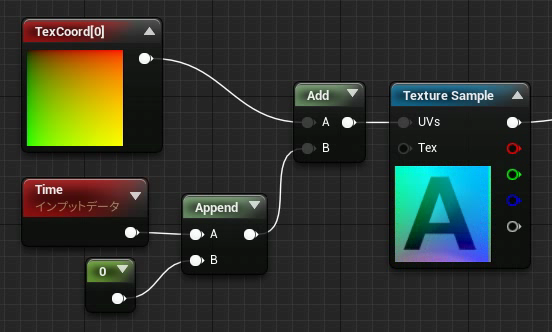 TexCoord[0]
Add
A
B
Texture Sample
UVs
Tex
A
Time
インプットデータ
Append
A
B
0